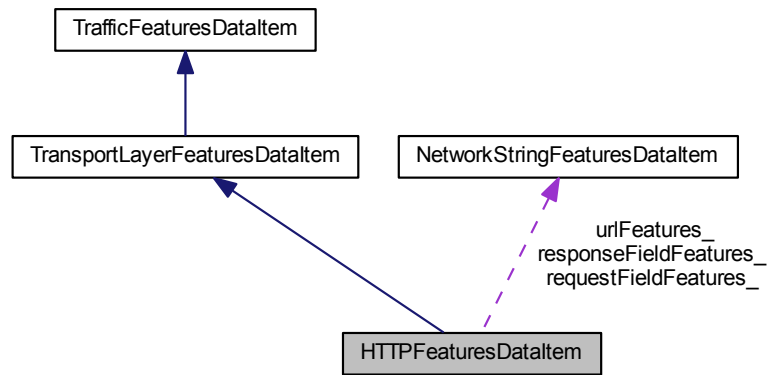 TrafficFeaturesDataItem
TransportLayerFeaturesDataItem
NetworkStringFeaturesDataItem
urlFeatures_
responseFieldFeatures_
requestFieldFeatures_
HTTPFeaturesDataItem